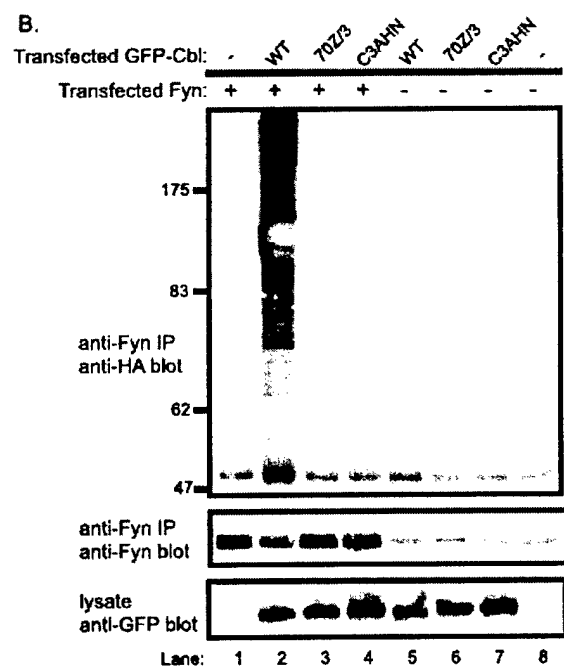 B.
Transfected GFP-Cbl: - WT 70Z/3 C3AHN WT 70Z/3 C3AHN -
Transfected Fyn: + + + + - - - -
175
83
anti-Fyn IP
anti-HA blot
62
47
anti-Fyn IP
anti-Fyn blot
lysate
anti-GFP blot
Lane: 1 2 3 4 5 6 7 8